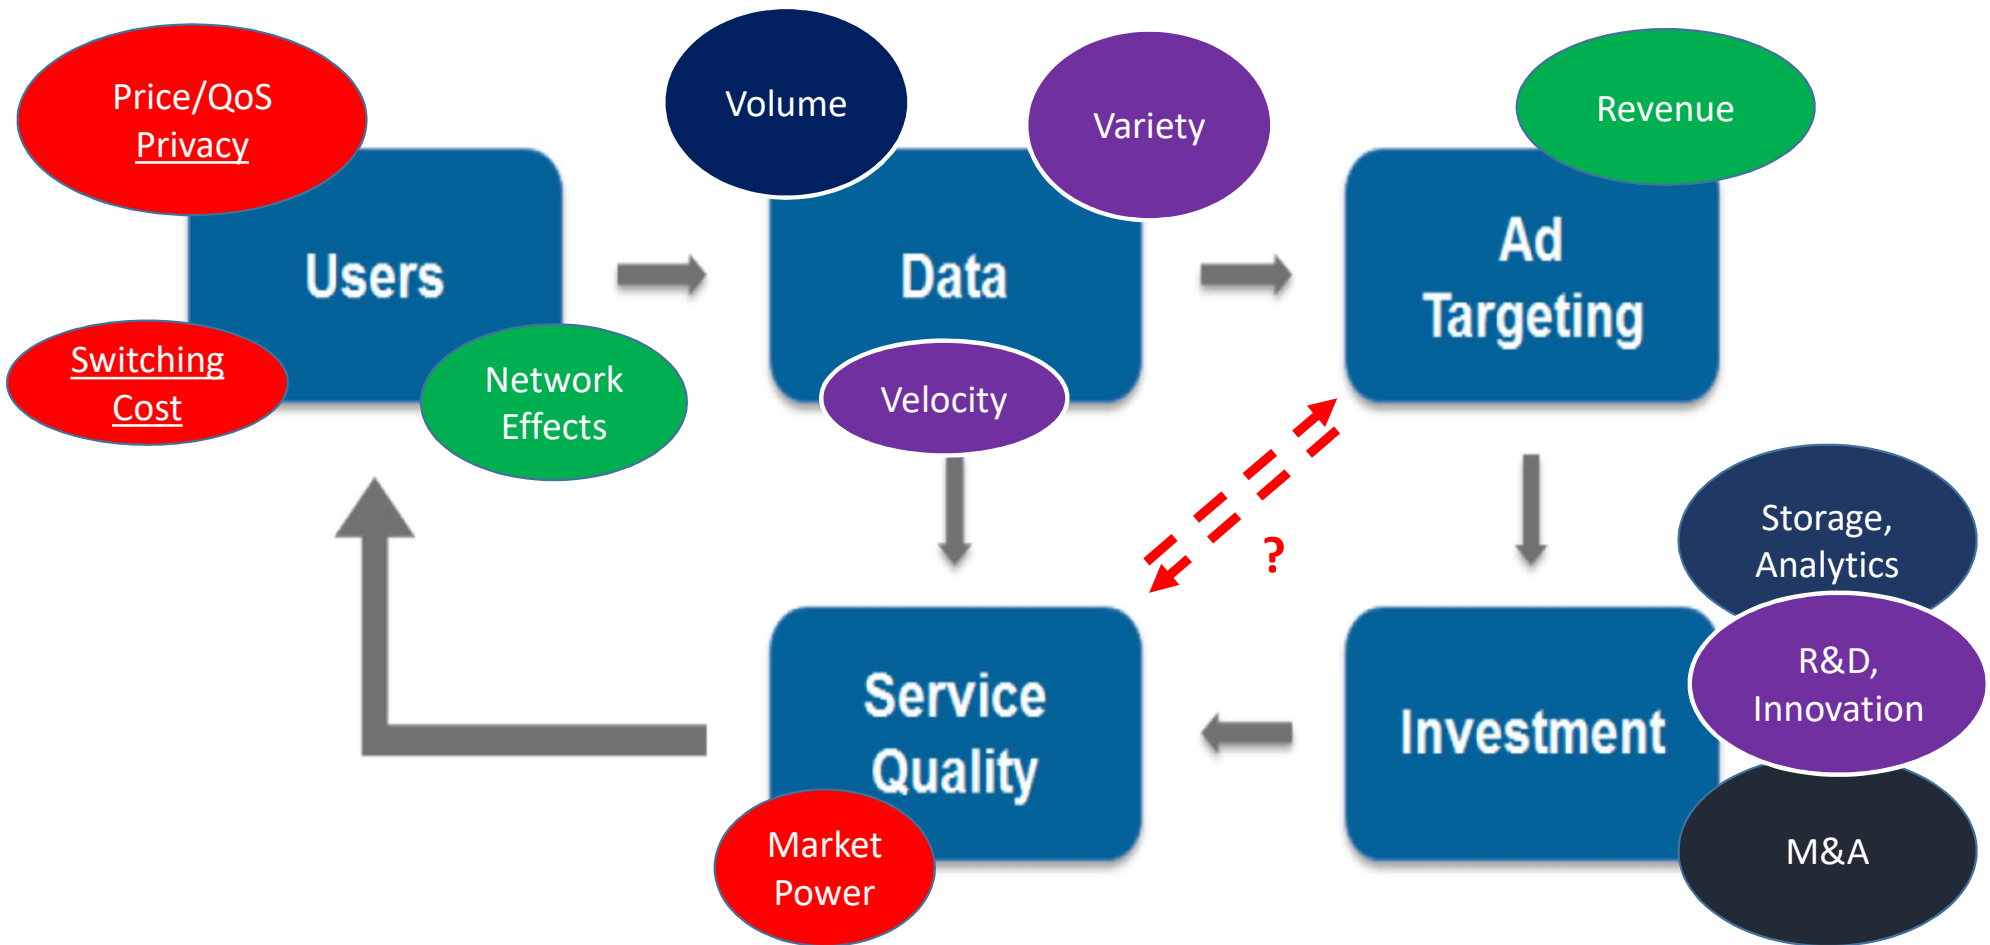 Price/QoS
Privacy
Users
Switching
Cost
Network
Effects
Volume
Variety
Data
Velocity
Revenue
Ad
Targeting
?
Storage,
Analytics
R&D,
Innovation
Investment
M&A
Service
Quality
Market
Power